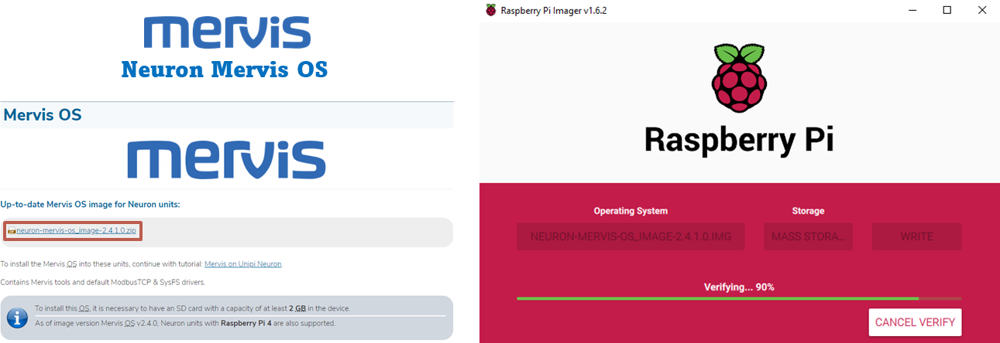 mervis
Neuron Mervis OS
Mervis OS
mervis
Up-to-date Mervis OS image for Neuron units:
neuron-mervis-os_image-2.4.1.0.zip
To install the Mervis OS into these units, continue with tutorial: Mervis on Unipi Neuron.
Contains Mervis tools and default ModbusTCP & SysFS drivers.
To install this OS, it is necessary to have an SD card with a capacity of at least 2 GB in the device.
As of image version Mervis OS v2.4.0, Neuron units with Raspberry Pi 4 are also supported.
Raspberry Pi Imager v1.6.2
Raspberry Pi
Operating System
Storage
NEURON-MERVIS-OS_IMAGE-2.4.1.0.IMG
MASS STORA...
WRITE
Verifying... 90%
CANCEL VERIFY